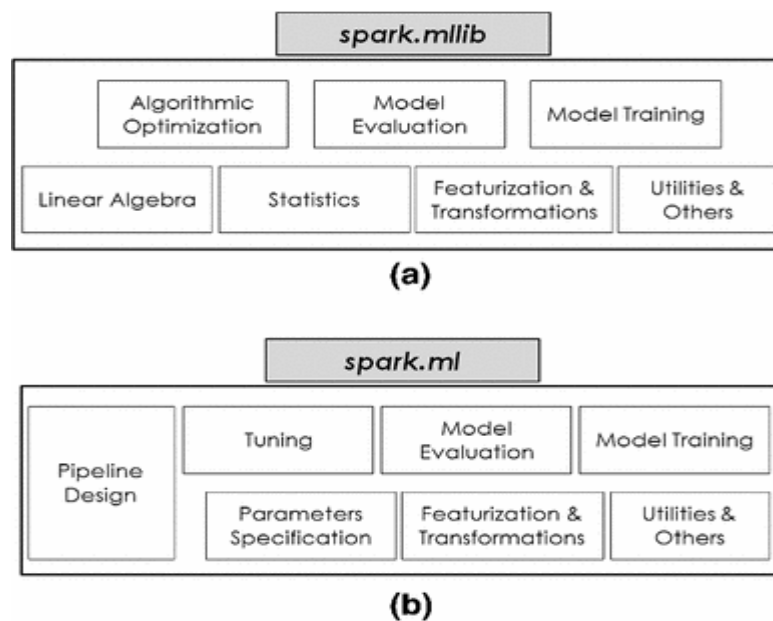 spark.mllib
Algorithmic
Optimization
Model
Evaluation
Model Training
Linear Algebra
Statistics
Featurization &
Transformations
Utilities &
Others
(a)
spark.ml
Pipeline
Design
Tuning
Model
Evaluation
Model Training
Parameters
Specification
Featurization &
Transformations
Utilities &
Others
(b)